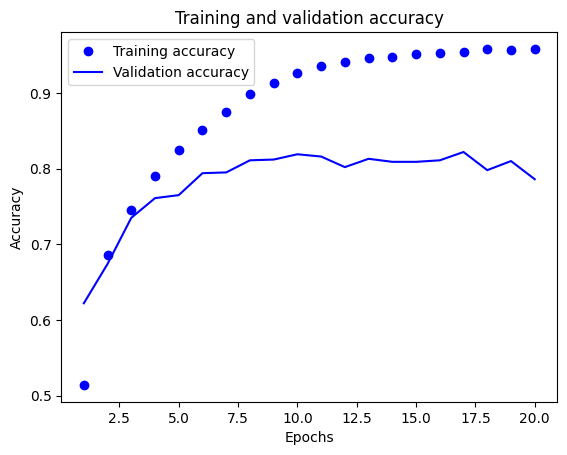 Training and validation accuracy
Training accuracy
Validation accuracy
Accuracy
0.9
0.8
0.7
0.6
0.5
2.5 5.0 7.5 10.0 12.5 15.0 17.5 20.0
Epochs